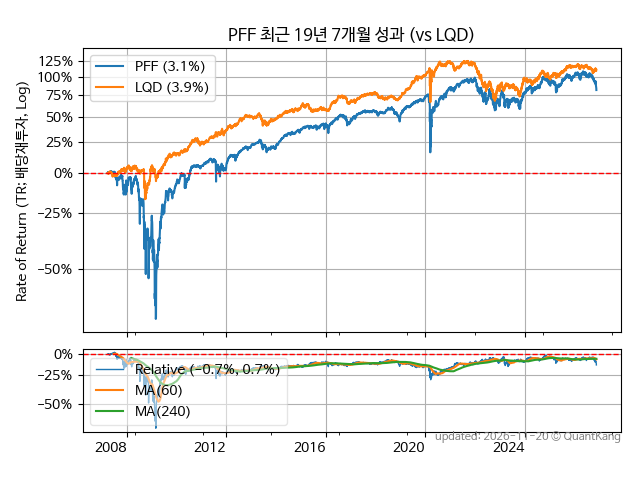 PFF 최근 19년 7개월 성과 (vs LQD)
Rate of Return (TR; 배당재투자, Log)
125%
100%
75%
50%
25%
0%
−25%
−50%
PFF (3.1%)
LQD (3.9%)
0%
−25%
−50%
Relative (−0.7%, 0.7%)
MA(60)
MA(240)
2008
2012
2016
2020
2024
updated: 2026-11-20 © QuantKang